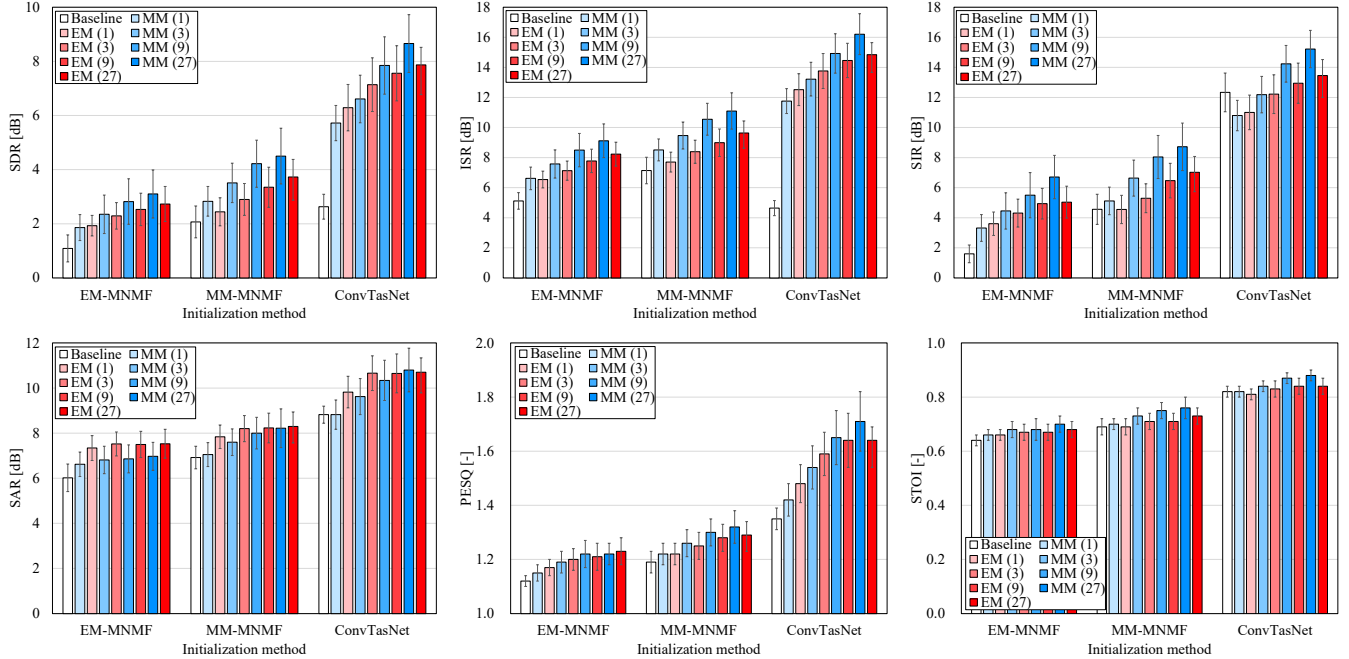 10
8
6
4
2
0
SDR [dB]
Baseline MM (1)
EM (1) MM (3)
EM (3) MM (9)
EM (9) MM (27)
EM (27)
EM-MNMF MM-MNMF ConvTasNet
Initialization method
18
16
14
12
10
8
6
4
2
0
ISR [dB]
Baseline MM (1)
EM (1) MM (3)
EM (3) MM (9)
EM (9) MM (27)
EM (27)
EM-MNMF MM-MNMF ConvTasNet
Initialization method
18
16
14
12
10
8
6
4
2
0
SIR [dB]
Baseline MM (1)
EM (1) MM (3)
EM (3) MM (9)
EM (9) MM (27)
EM (27)
EM-MNMF MM-MNMF ConvTasNet
Initialization method
12
10
8
6
4
2
0
SAR [dB]
Baseline MM (1)
EM (1) MM (3)
EM (3) MM (9)
EM (9) MM (27)
EM (27)
EM-MNMF MM-MNMF ConvTasNet
Initialization method
2.0
1.8
1.6
1.4
1.2
1.0
PESQ [-]
Baseline MM (1)
EM (1) MM (3)
EM (3) MM (9)
EM (9) MM (27)
EM (27)
EM-MNMF MM-MNMF ConvTasNet
Initialization method
1.0
0.8
0.6
0.4
0.2
0.0
STOI [-]
Baseline MM (1)
EM (1) MM (3)
EM (3) MM (9)
EM (9) MM (27)
EM (27)
EM-MNMF MM-MNMF ConvTasNet
Initialization method